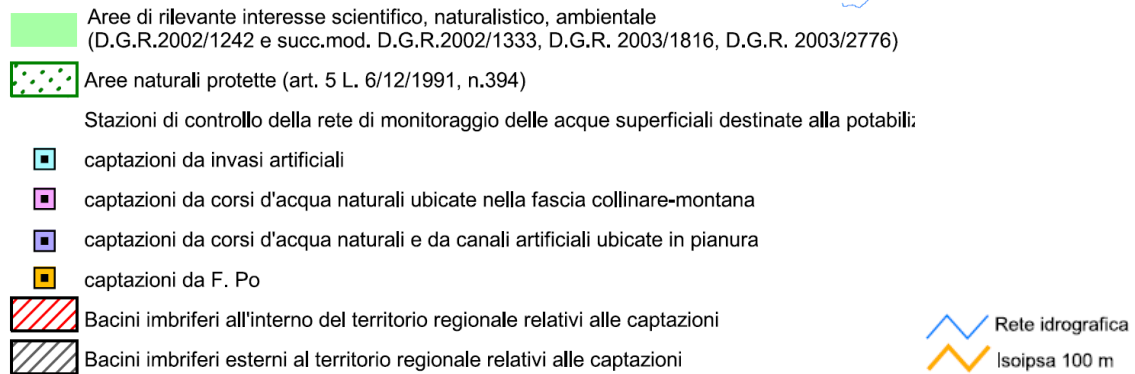 Aree di rilevante interesse scientifico, naturalistico, ambientale
(D.G.R.2002/1242 e succ.mod. D.G.R.2002/1333, D.G.R. 2003/1816, D.G.R. 2003/2776)
Aree naturali protette (art. 5 L. 6/12/1991, n.394)
Stazioni di controllo della rete di monitoraggio delle acque superficiali destinate alla
captazioni da invasi artificiali
captazioni da corsi d'acqua naturali ubicate nella fascia collinare-montana
captazioni da corsi d'acqua naturali e da canali artificiali ubicate in pianura
captazioni da F. Po
Bacini imbriferi all'interno del territorio regionale relativi alle captazioni
Bacini imbriferi esterni al territorio regionale relativi alle captazioni
Rete idrografica
Isoipsa 100 m